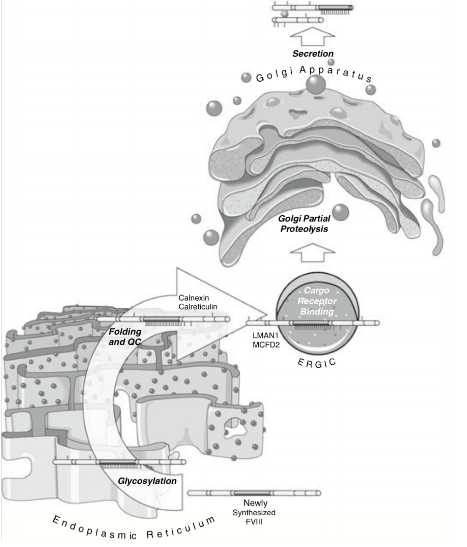 Secretion
Golgi Apparatus
Golgi Partial
Proteolysis
Calnexin
Calreticulin
Cargo
Receptor
Binding
Folding
and QC
LMAN1
MCFD2
ERGIC
Glycosylation
Newly
Synthesized
FVIII
Endoplasmic Reticulum